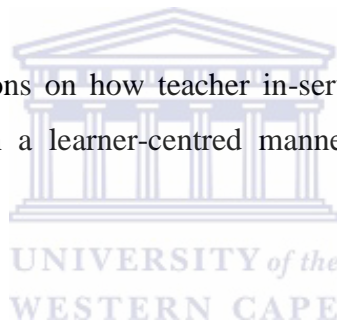 ons on how teacher in-ser
a learner-centred manne
UNIVERSITY of the
WESTERN CAPE